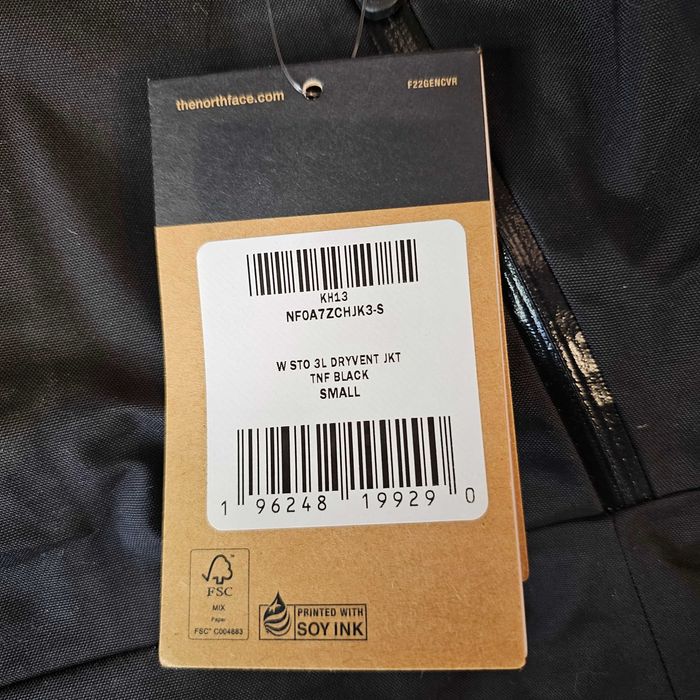 thenorthface.com
F22GENCVR
KH13
NF0A7ZCHJK3-S
W STO 3L DRYVENT JKT
TNF BLACK
SMALL
1 96248 19929 0
FSC
MIX
Paper
FSC® C004883
PRINTED WITH
SOY INK